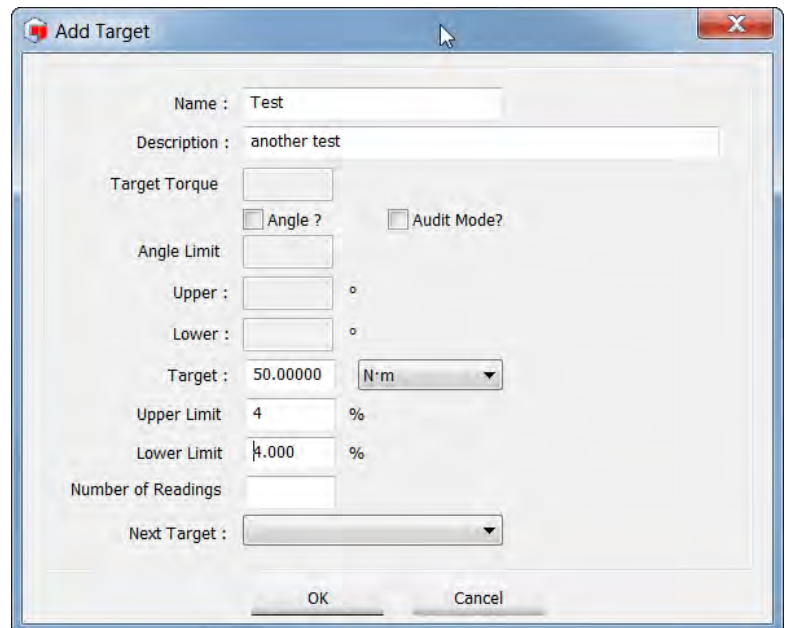 Add Target
Name : Test
Description : another test
Target Torque
Angle ? Audit Mode?
Angle Limit
Upper : º
Lower : º
Target : 50.00000 N·m
Upper Limit 4 %
Lower Limit 4.000 %
Number of Readings
Next Target :
OK Cancel